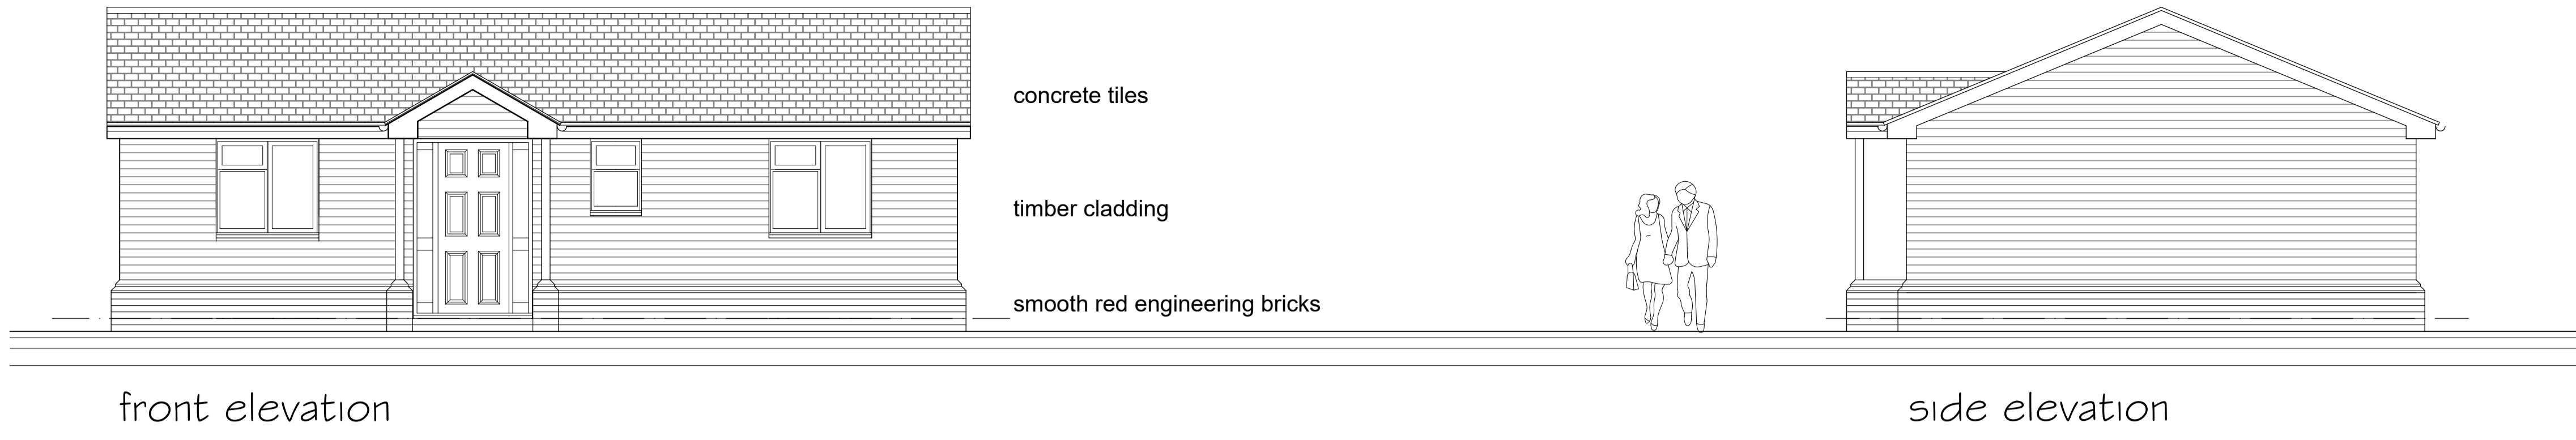 concrete tiles
timber cladding
smooth red engineering bricks
front elevation
side elevation